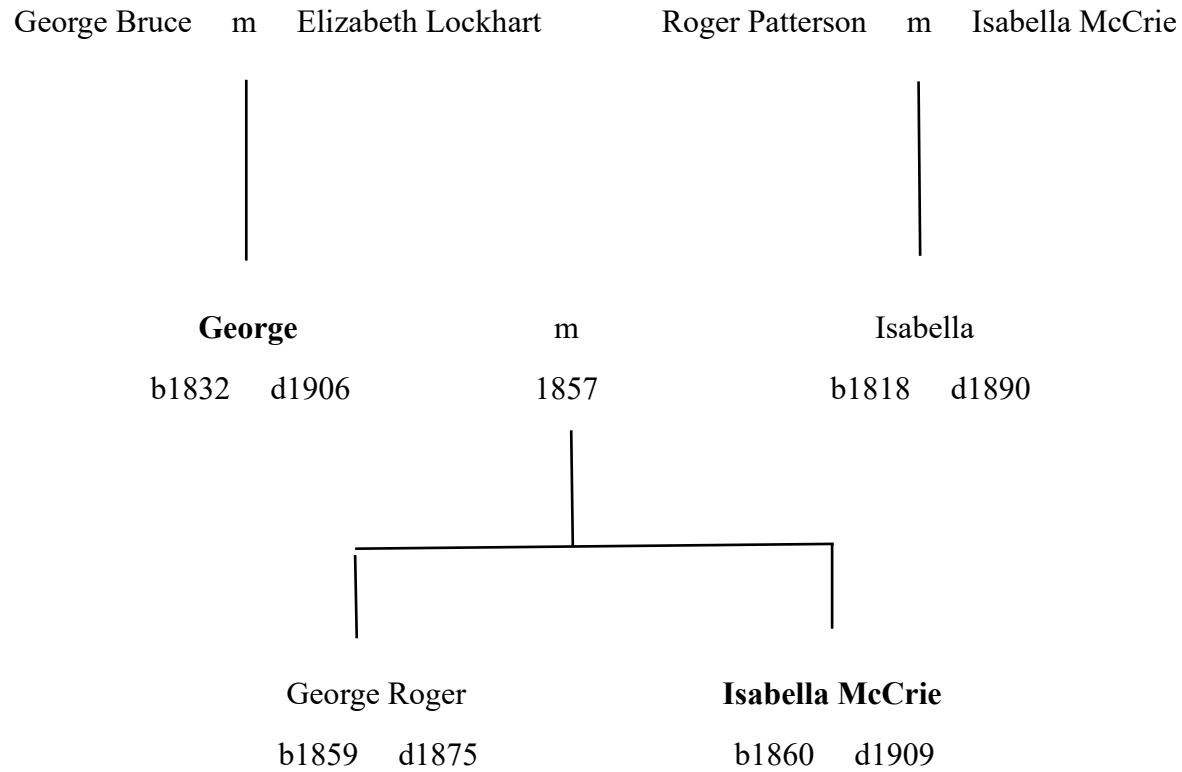 George Bruce m Elizabeth Lockhart Roger Patterson m Isabella McCrie
George m Isabella
b1832 d1906 1857 b1818 d1890
George Roger Isabella McCrie
b1859 d1875 b1860 d1909